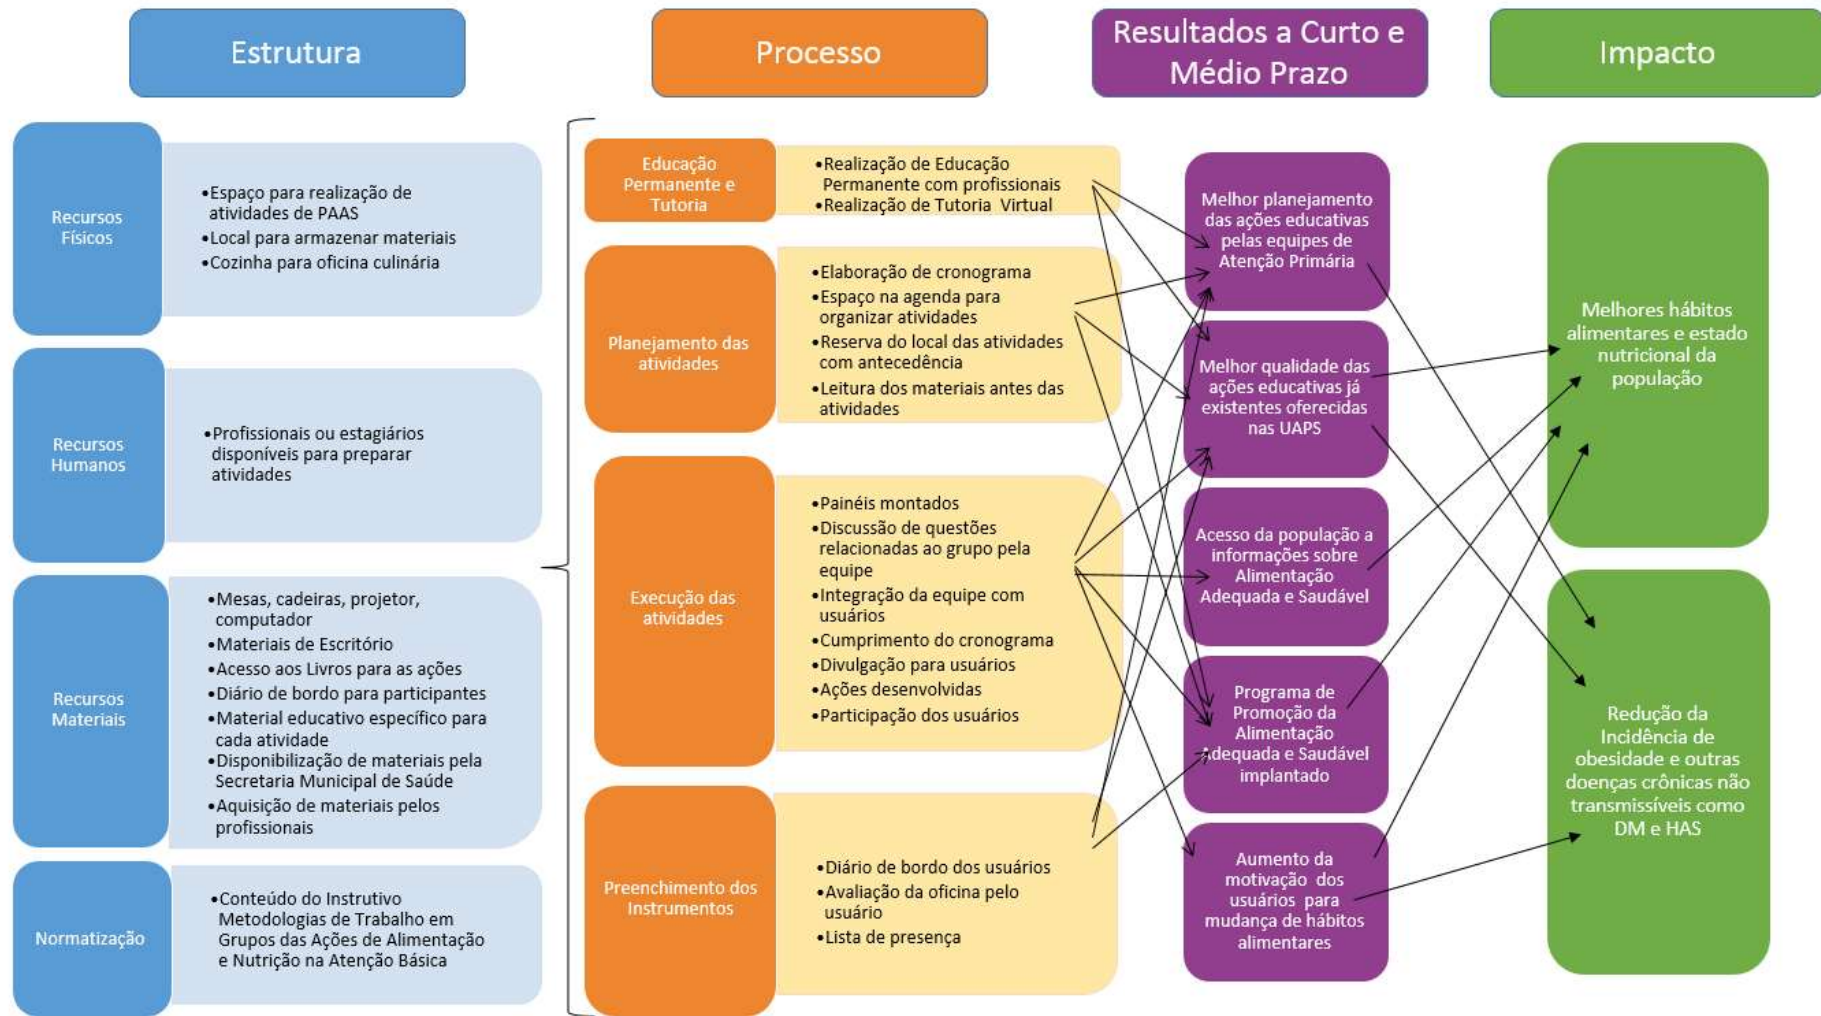 Estrutura
Processo
Resultados a Curto e
Médio Prazo
Impacto
Recursos
Físicos
•Espaço para realização de
atividades de PAAS
•Local para armazenar materiais
•Cozinha para oficina culinária
Recursos
Humanos
•Profissionais ou estagiários
disponíveis para preparar
atividades
Recursos
Materiais
•Mesas, cadeiras, projetor,
computador
•Materiais de Escritório
•Acesso aos Livros para as ações
•Diário de bordo para participantes
•Material educativo específico para
cada atividade
•Disponibilização de materiais pela
Secretaria Municipal de Saúde
•Aquisição de materiais pelos
profissionais
Normatização
•Conteúdo do Instrutivo
Metodologias de Trabalho em
Grupos das Ações de Alimentação
e Nutrição na Atenção Básica
Educação
Permanente e
Tutoria
•Realização de Educação
Permanente com profissionais
•Realização de Tutoria Virtual
Planejamento das
atividades
•Elaboração de cronograma
•Espaço na agenda para
organizar atividades
•Reserva do local das atividades
com antecedência
•Leitura dos materiais antes das
atividades
Execução das
atividades
•Painéis montados
•Discussão de questões
relacionadas ao grupo pela
equipe
•Integração da equipe com
usuários
•Cumprimento do cronograma
•Divulgação para usuários
•Ações desenvolvidas
•Participação dos usuários
Preenchimento dos
Instrumentos
•Diário de bordo dos usuários
•Avaliação da oficina pelo
usuário
•Lista de presença
Melhor planejamento
das ações educativas
pelas equipes de
Atenção Primária
Melhor qualidade das
ações educativas já
existentes oferecidas
nas UAPS
Acesso da população a
informações sobre
Alimentação
Adequada e Saudável
Programa de
Promoção da
Alimentação
Adequada e Saudável
implantado
Aumento da
motivação dos
usuários para
mudança de hábitos
alimentares
Melhores hábitos
alimentares e estado
nutricional da
população
Redução da
Incidência de
obesidade e outras
doenças crônicas não
transmissíveis como
DM e HAS